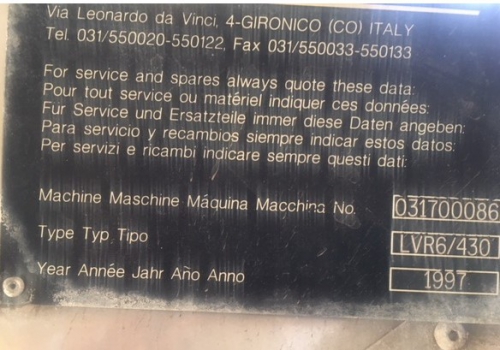 Via Leonardo da Vinci, 4-GIRONICO (CO) ITALY
Tel. 031/550020-550122, Fax 031/550033-550133
For service and spares always quote these data:
Pour tout service ou matériel indiquer ces données:
Fur Service und Ersatzteile immer diese Daten angeben:
Para servicio y recambios siempre indicar estos datos:
Per servizi e ricambi indicare sempre questi dati:
Machine Maschine Máquina Macchina No. 031700086
Type Typ Tipo LVR6/430
Year Année Jahr Año Anno 1997